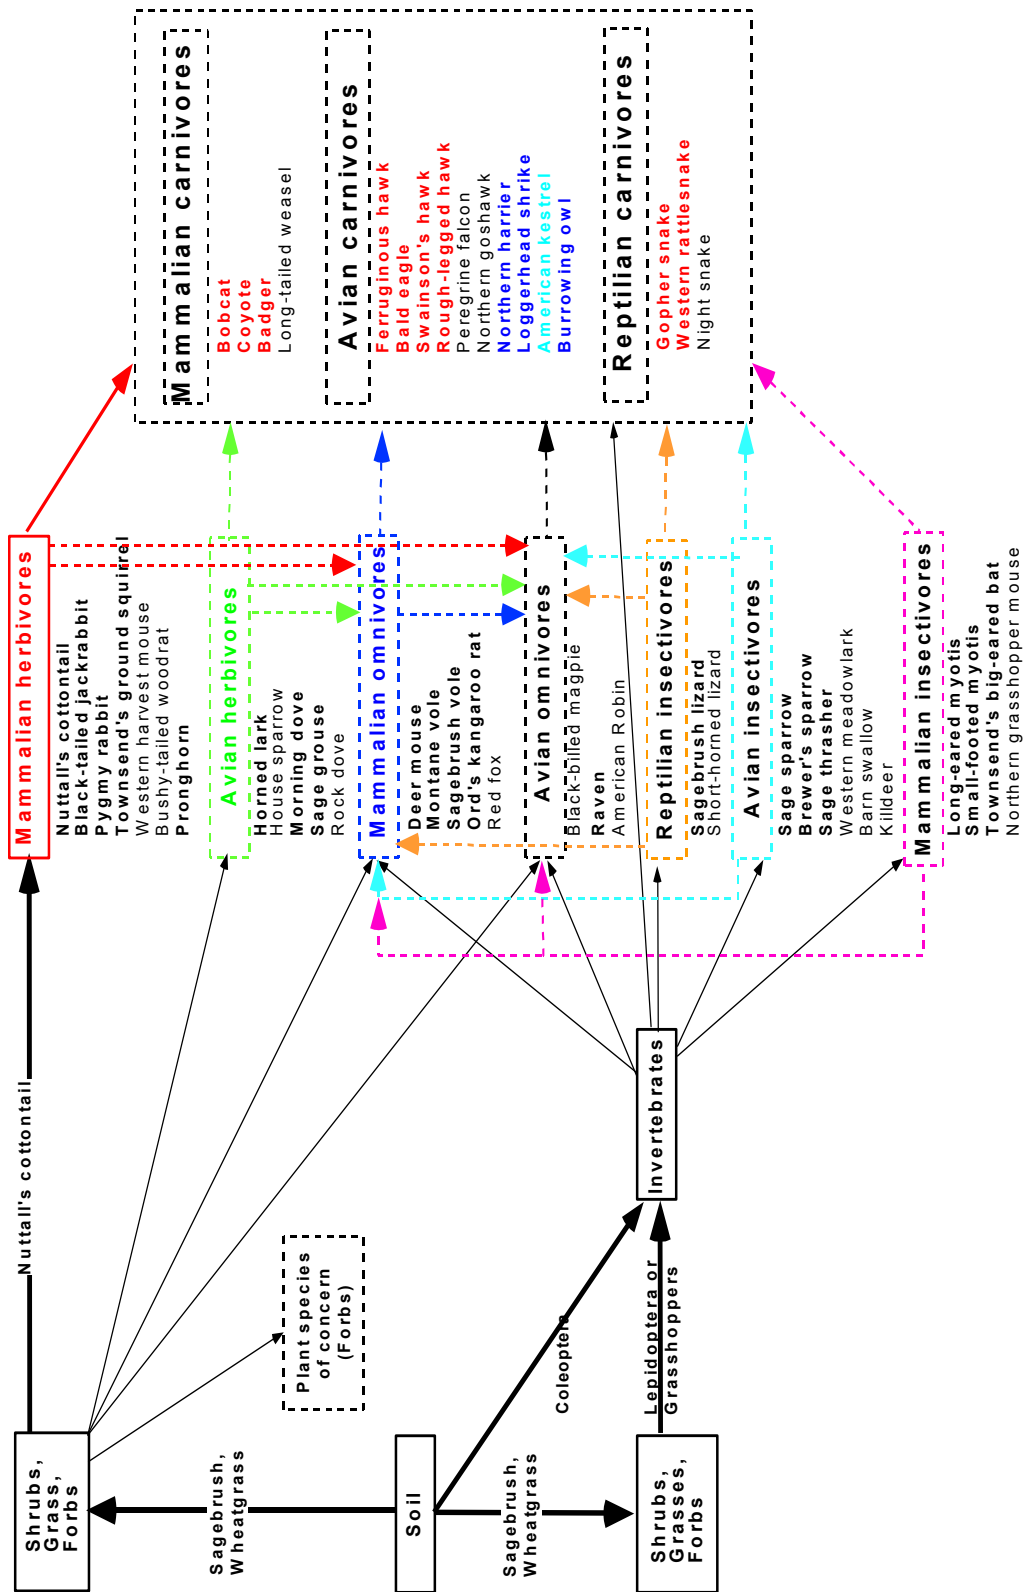 Shrubs,
Grass,
Forbs
Nuttall's cottontail
Mammalian herbivores
Nuttall's cottontail
Black-tailed jackrabbit
Pygmy rabbit
Townsend's ground squirrel
Western harvest mouse
Bushy-tailed woodrat
Pronghorn
Avian herbivores
Horned lark
House sparrow
Morning dove
Sage grouse
Rock dove
Plant species
of concern
(Forbs)
Sagebrush,
Wheatgrass
Soil
Sagebrush,
Wheatgrass
Shrubs,
Grasses,
Forbs
Coleoptera
Lepidoptera or
Grasshoppers
Invertebrates
Mammalian omnivores
Deer mouse
Montane vole
Sagebrush vole
Ord's kangaroo rat
Red fox
Avian omnivores
Black-billed magpie
Raven
American Robin
Reptilian insectivores
Sagebrush lizard
Short-horned lizard
Avian insectivores
Sage sparrow
Brewer's sparrow
Sage thrasher
Western meadowlark
Barn swallow
Killdeer
Mammalian insectivores
Long-eared myotis
Small-footed myotis
Townsend's big-eared bat
Northern grasshopper mouse
Mammalian carnivores
Bobcat
Coyote
Badger
Long-tailed weasel
Avian carnivores
Ferruginous hawk
Bald eagle
Swainson's hawk
Rough-legged hawk
Peregrine falcon
Northern goshawk
Northern harrier
Loggerhead shrike
American kestrel
Burrowing owl
Reptilian carnivores
Gopher snake
Western rattlesnake
Night snake